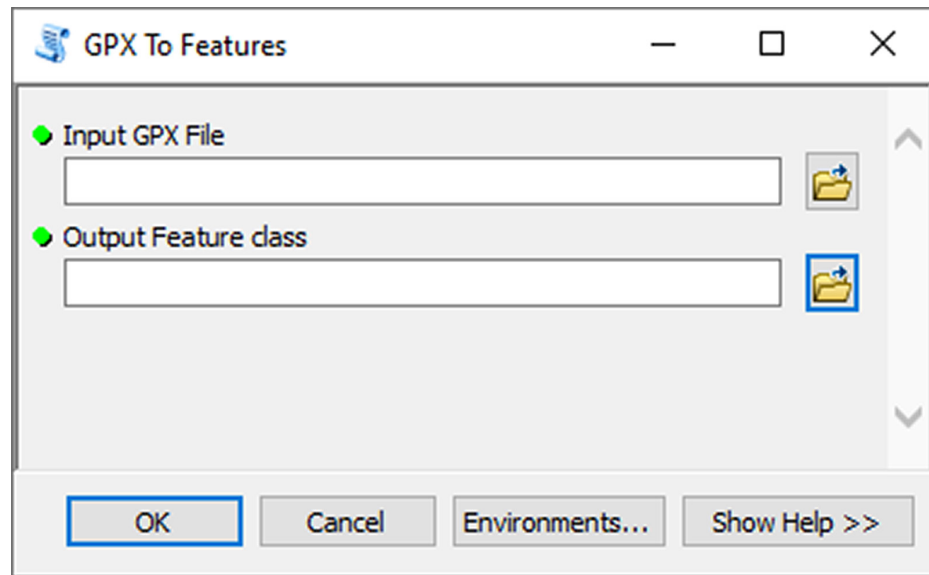 GPX To Features
Input GPX File
Output Feature class
OK Cancel Environments... Show Help >>